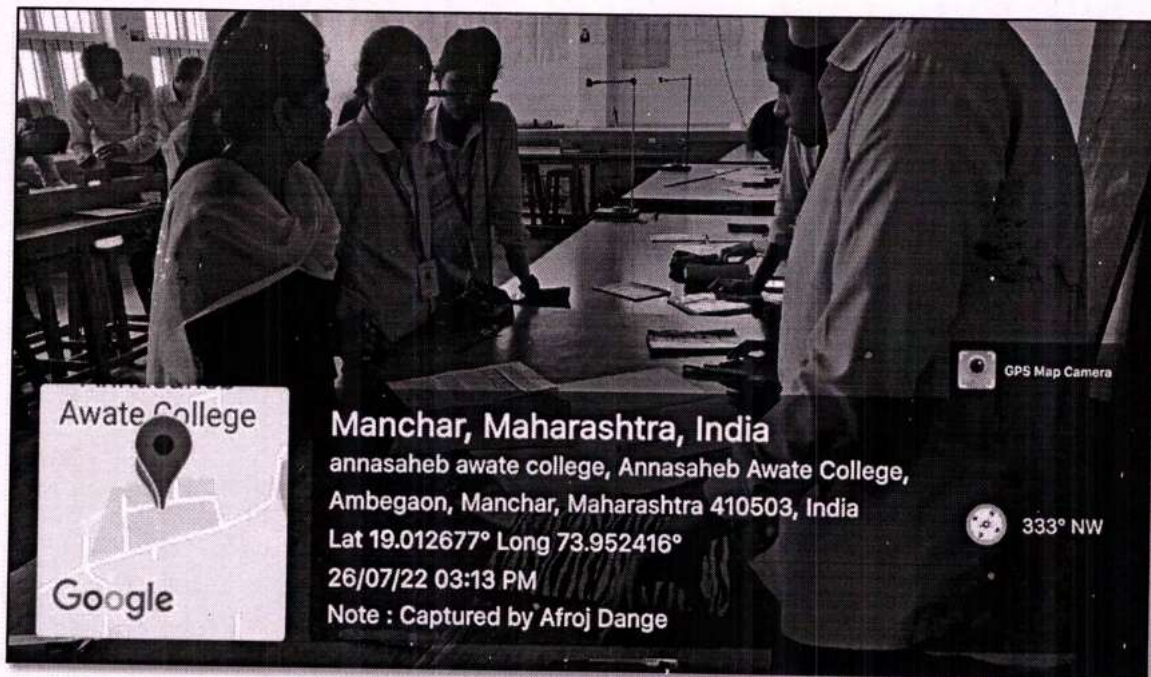 GPS Map Camera
Awate College
Google
Manchar, Maharashtra, India
annasaheb awate college, Annasaheb Awate College,
Ambegaon, Manchar, Maharashtra 410503, India
Lat 19.012677° Long 73.952416°
26/07/22 03:13 PM
Note : Captured by Afroj Dange
333° NW